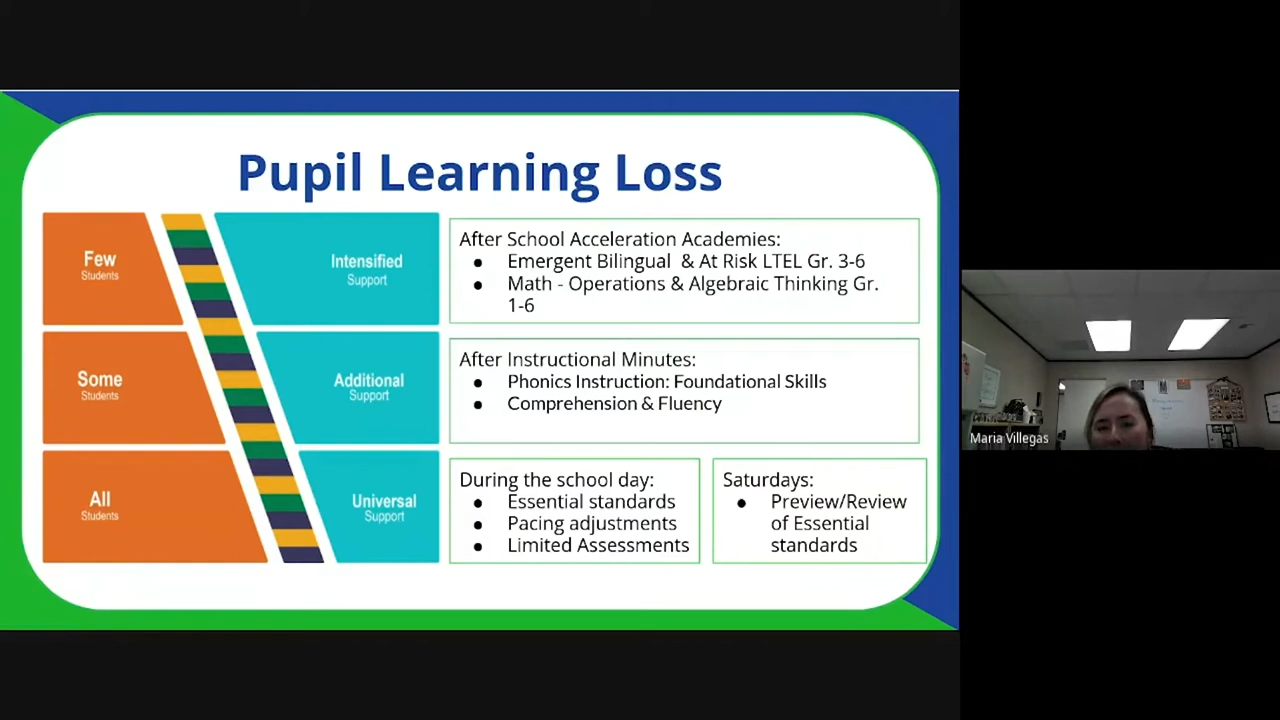 Pupil Learning Loss
Few
Students
Intensified
Support
After School Acceleration Academies:
● Emergent Bilingual & At Risk LTEL Gr. 3-6
● Math - Operations & Algebraic Thinking Gr.
1-6
Some
Students
Additional
Support
After Instructional Minutes:
● Phonics Instruction: Foundational Skills
● Comprehension & Fluency
All
Students
Universal
Support
During the school day:
● Essential standards
● Pacing adjustments
● Limited Assessments
Saturdays:
● Preview/Review
of Essential
standards
Maria Villegas